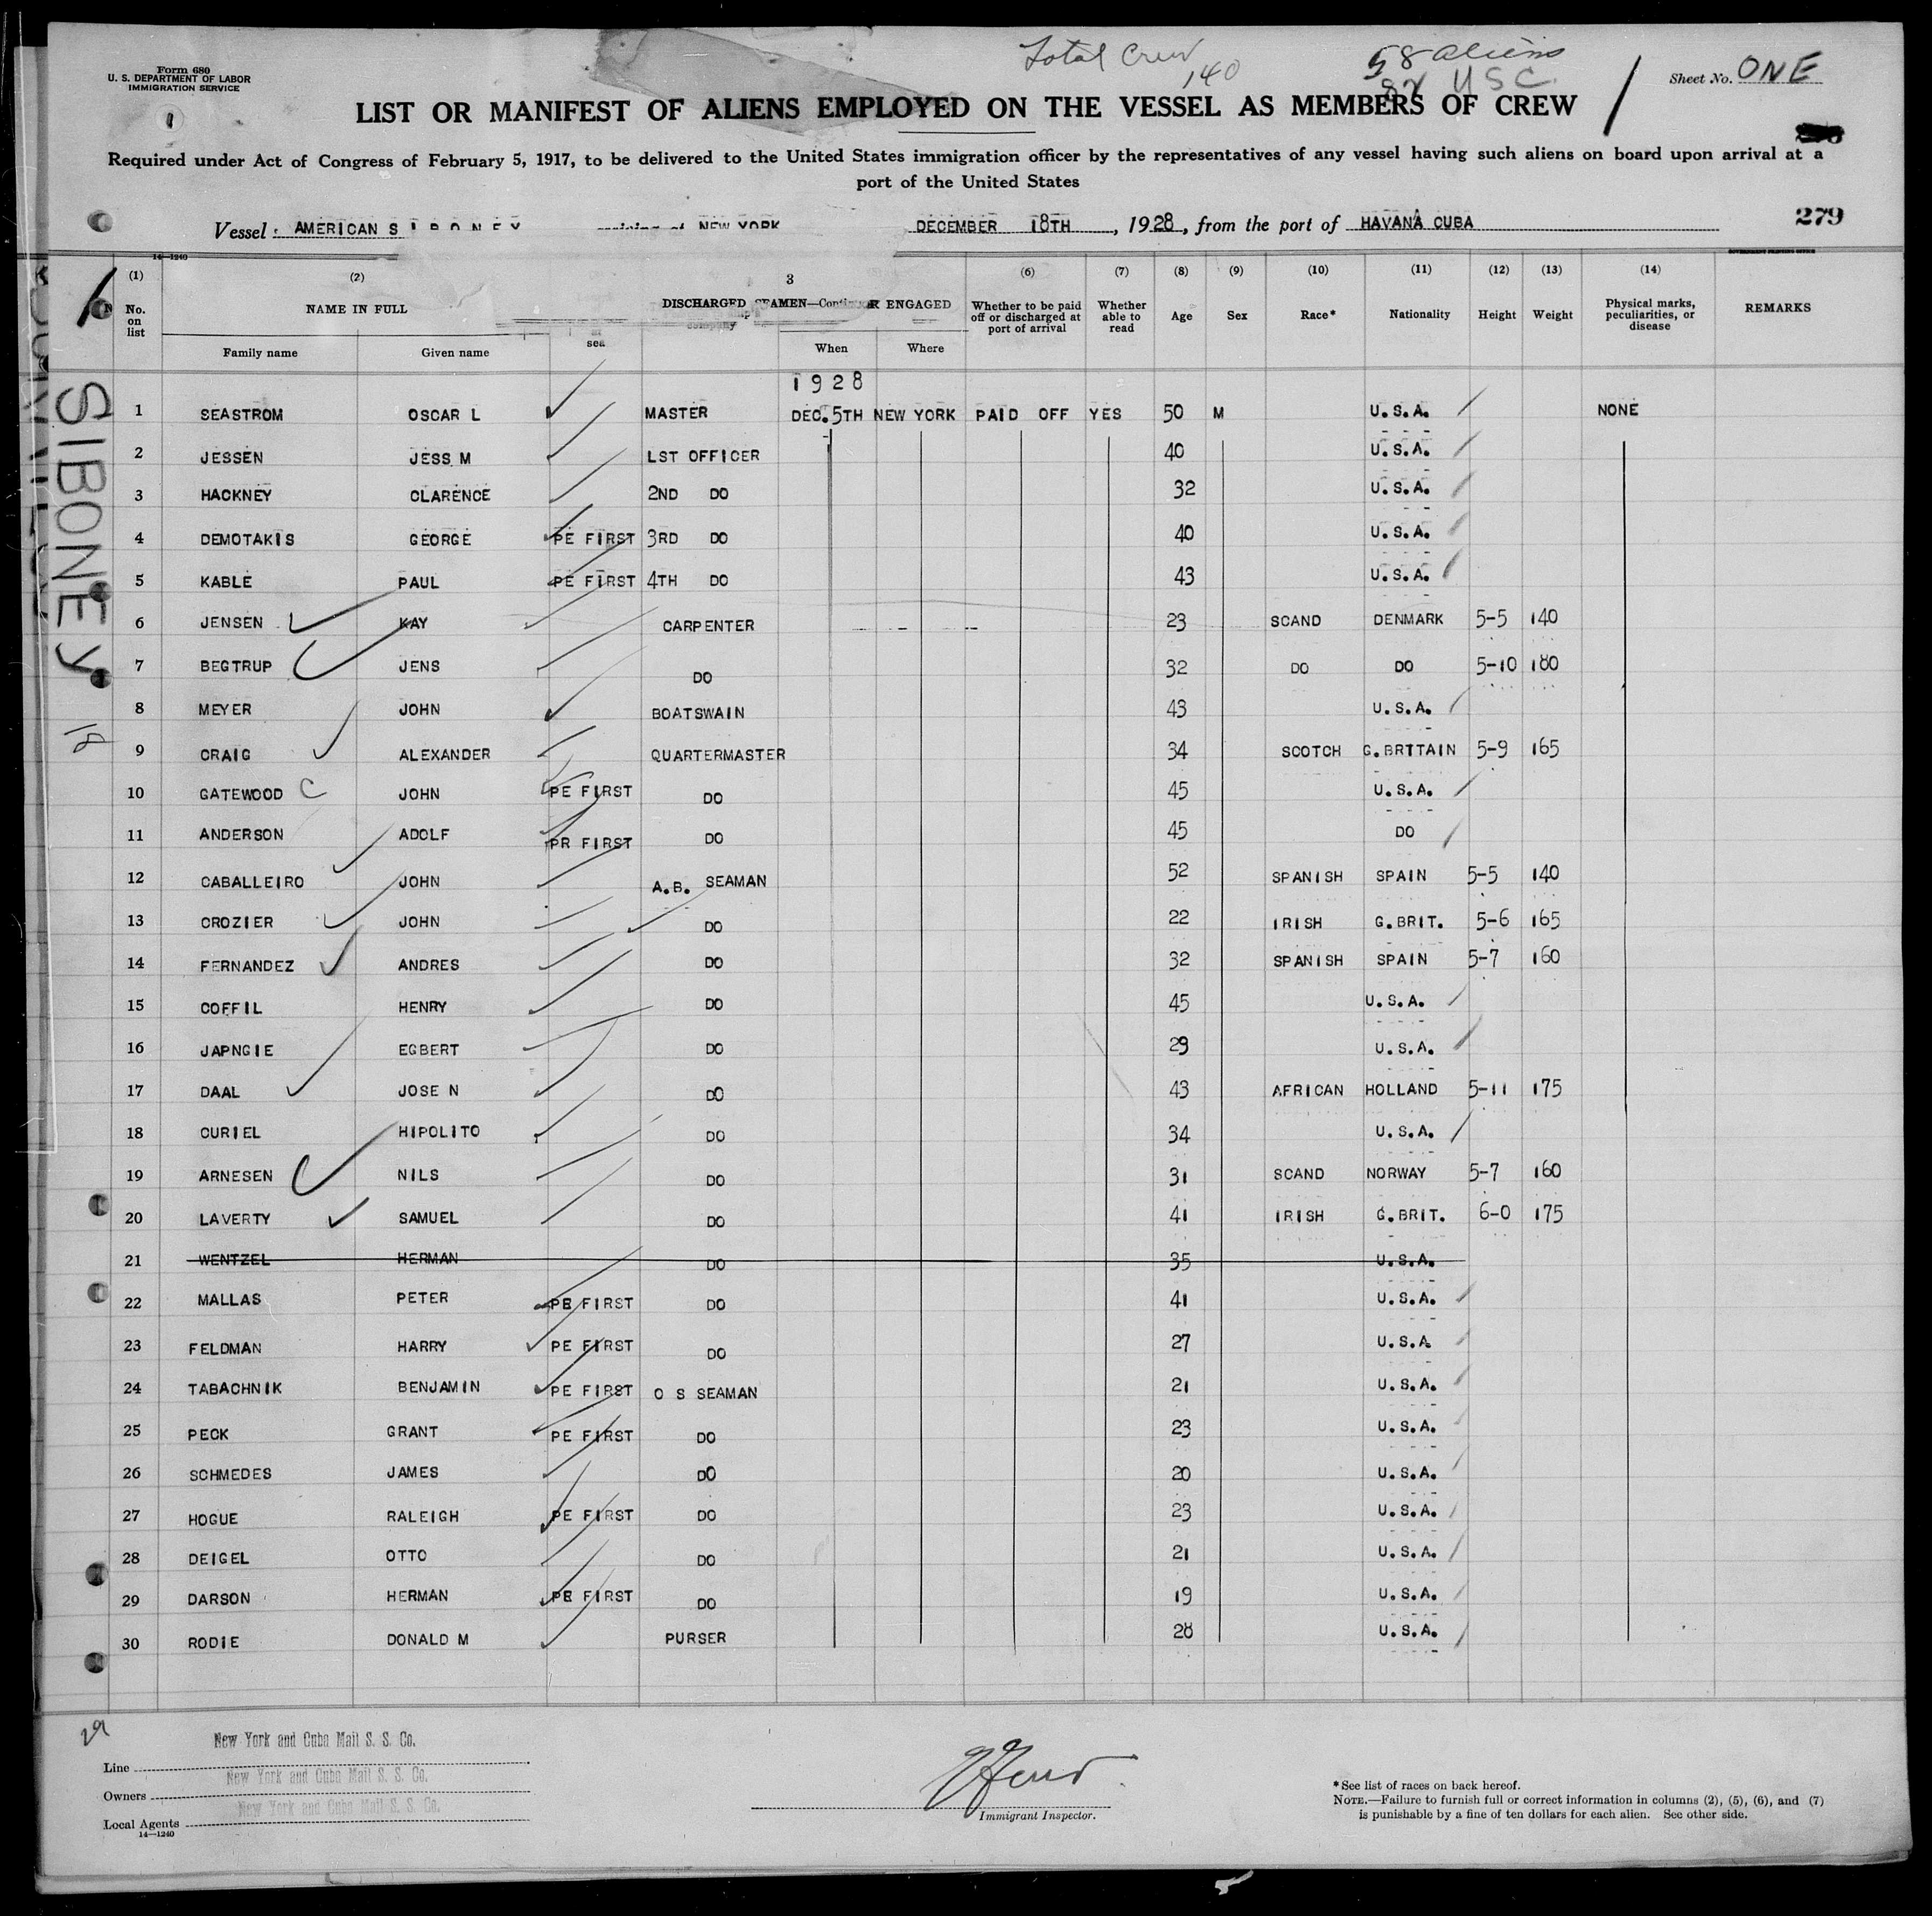 Form 680
U. S. DEPARTMENT OF LABOR
IMMIGRATION SERVICE
1
Total Crew
140
58 aliens
82 USC
Sheet No. ONE
LIST OR MANIFEST OF ALIENS EMPLOYED ON THE VESSEL AS MEMBERS OF CREW
Required under Act of Congress of February 5, 1917, to be delivered to the United States immigration officer by the representatives of any vessel having such aliens on board upon arrival at a
port of the United States
Vessel: AMERICAN S I B O N E Y arriving at NEW YORK DECEMBER 18TH, 1928, from the port of HAVANA CUBA
279
14—1240
SIBONEY
18
(1) (2) 3 (6) (7) (8) (9) (10) (11) (12) (13) (14)
No. on list NAME IN FULL DISCHARGED SEAMEN—Continu R ENGAGED Whether to be paid off or discharged at port of arrival Whether able to read Age Sex Race* Nationality Height Weight Physical marks, peculiarities, or disease REMARKS
Family name Given name sea company When Where
1928
1 SEASTROM OSCAR L MASTER DEC. 5TH NEW YORK PAID OFF YES 50 M U.S.A. NONE
2 JESSEN JESS M LST OFFICER 40 U.S.A.
3 HACKNEY CLARENCE 2ND DO 32 U.S.A.
4 DEMOTAKIS GEORGE PE FIRST 3RD DO 40 U.S.A.
5 KABLE PAUL PE FIRST 4TH DO 43 U.S.A.
6 JENSEN KAY CARPENTER 23 SCAND DENMARK 5-5 140
7 BEGTRUP JENS DO 32 DO DO 5-10 180
8 MEYER JOHN BOATSWAIN 43 U.S.A.
9 CRAIG ALEXANDER QUARTERMASTER 34 SCOTCH G.BRTTAIN 5-9 165
10 GATEWOOD C JOHN PE FIRST DO 45 U.S.A.
11 ANDERSON ADOLF PR FIRST DO 45 DO
12 CABALLEIRO JOHN A.B. SEAMAN 52 SPANISH SPAIN 5-5 140
13 CROZIER JOHN DO 22 IRISH G.BRIT. 5-6 165
14 FERNANDEZ ANDRES DO 32 SPANISH SPAIN 5-7 160
15 COFFIL HENRY DO 45 U.S.A.
16 JAPNGIE EGBERT DO 29 U.S.A.
17 DAAL JOSE N DO 43 AFRICAN HOLLAND 5-11 175
18 CURIEL HIPOLITO DO 34 U.S.A.
19 ARNESEN NILS DO 31 SCAND NORWAY 5-7 160
20 LAVERTY SAMUEL DO 41 IRISH G.BRIT. 6-0 175
21 WENTZEL HERMAN DO 35 U.S.A.
22 MALLAS PETER PE FIRST DO 41 U.S.A.
23 FELDMAN HARRY PE FIRST DO 27 U.S.A
24 TABACHNIK BENJAMIN PE FIRST O S SEAMAN 21 U.S.A.
25 PECK GRANT PE FIRST DO 23 U.S.A.
26 SCHMEDES JAMES DO 20 U.S.A.
27 HOGUE RALEIGH PE FIRST DO 23 U.S.A.
28 DEIGEL OTTO DO 21 U.S.A.
29 DARSON HERMAN PE FIRST DO 19 U.S.A.
30 RODIE DONALD M PURSER 28 U.S.A.
29
Line New York and Cuba Mail S. S. Co.
Owners New York and Cuba Mail S. S. Co.
Local Agents New York and Cuba Mail S. S. Co.
14—1240
Immigrant Inspector.
*See list of races on back hereof.
NOTE.—Failure to furnish full or correct information in columns (2), (5), (6), and (7)
is punishable by a fine of ten dollars for each alien. See other side.